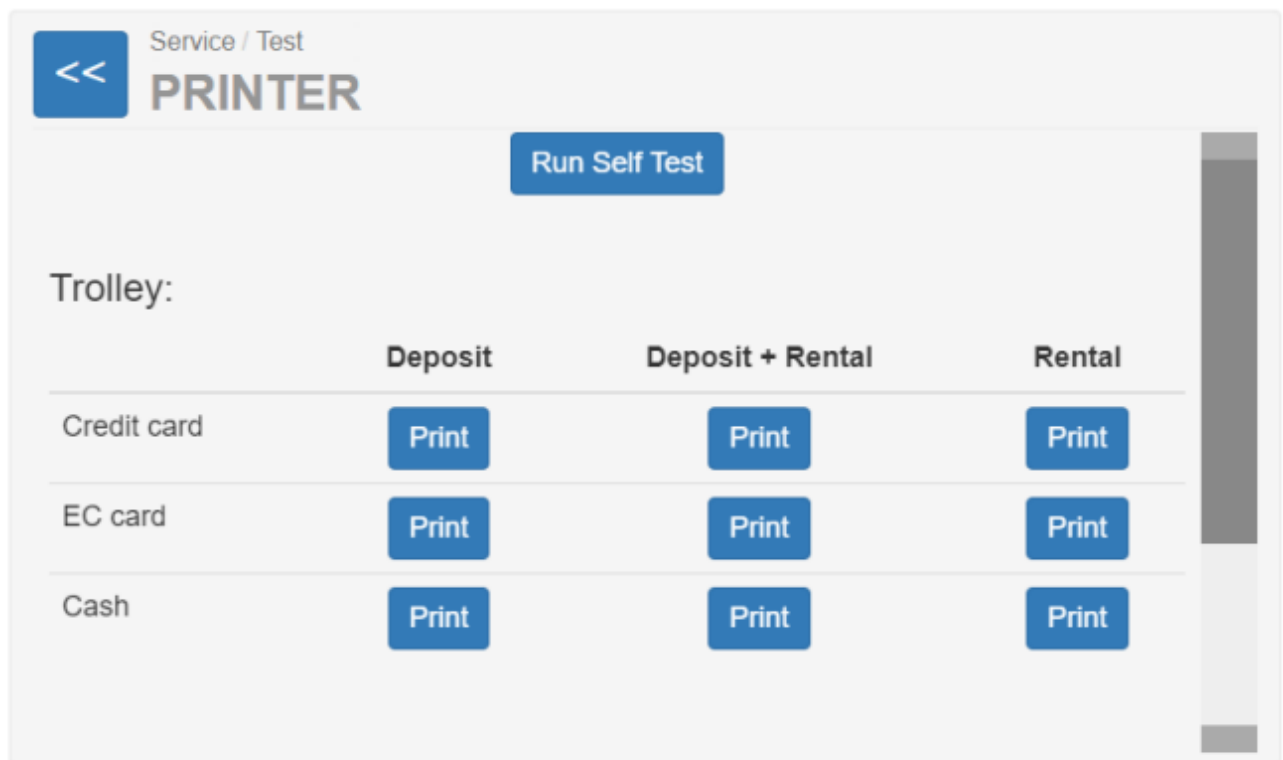 <<
Service / Test
PRINTER
Run Self Test
Trolley:
Deposit Deposit + Rental Rental
Credit card Print Print Print
EC card Print Print Print
Cash Print Print Print